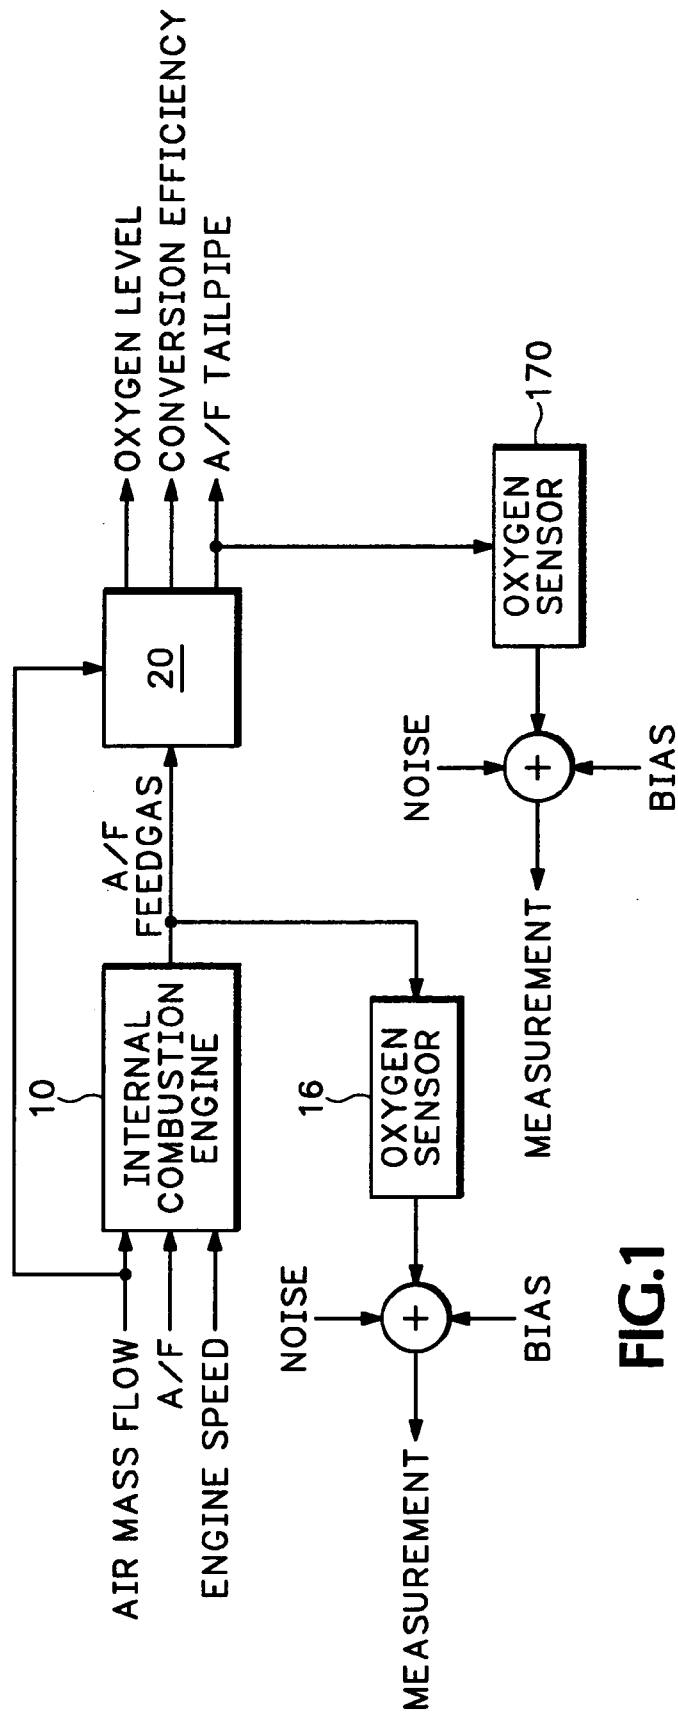 AIR MASS FLOW
A/F
ENGINE SPEED
10
INTERNAL
COMBUSTION
ENGINE
A/F
FEEDGAS
20
OXYGEN LEVEL
CONVERSION EFFICIENCY
A/F TAILPIPE
16
OXYGEN
SENSOR
NOISE
+
BIAS
MEASUREMENT
170
OXYGEN
SENSOR
NOISE
+
BIAS
MEASUREMENT
FIG.1